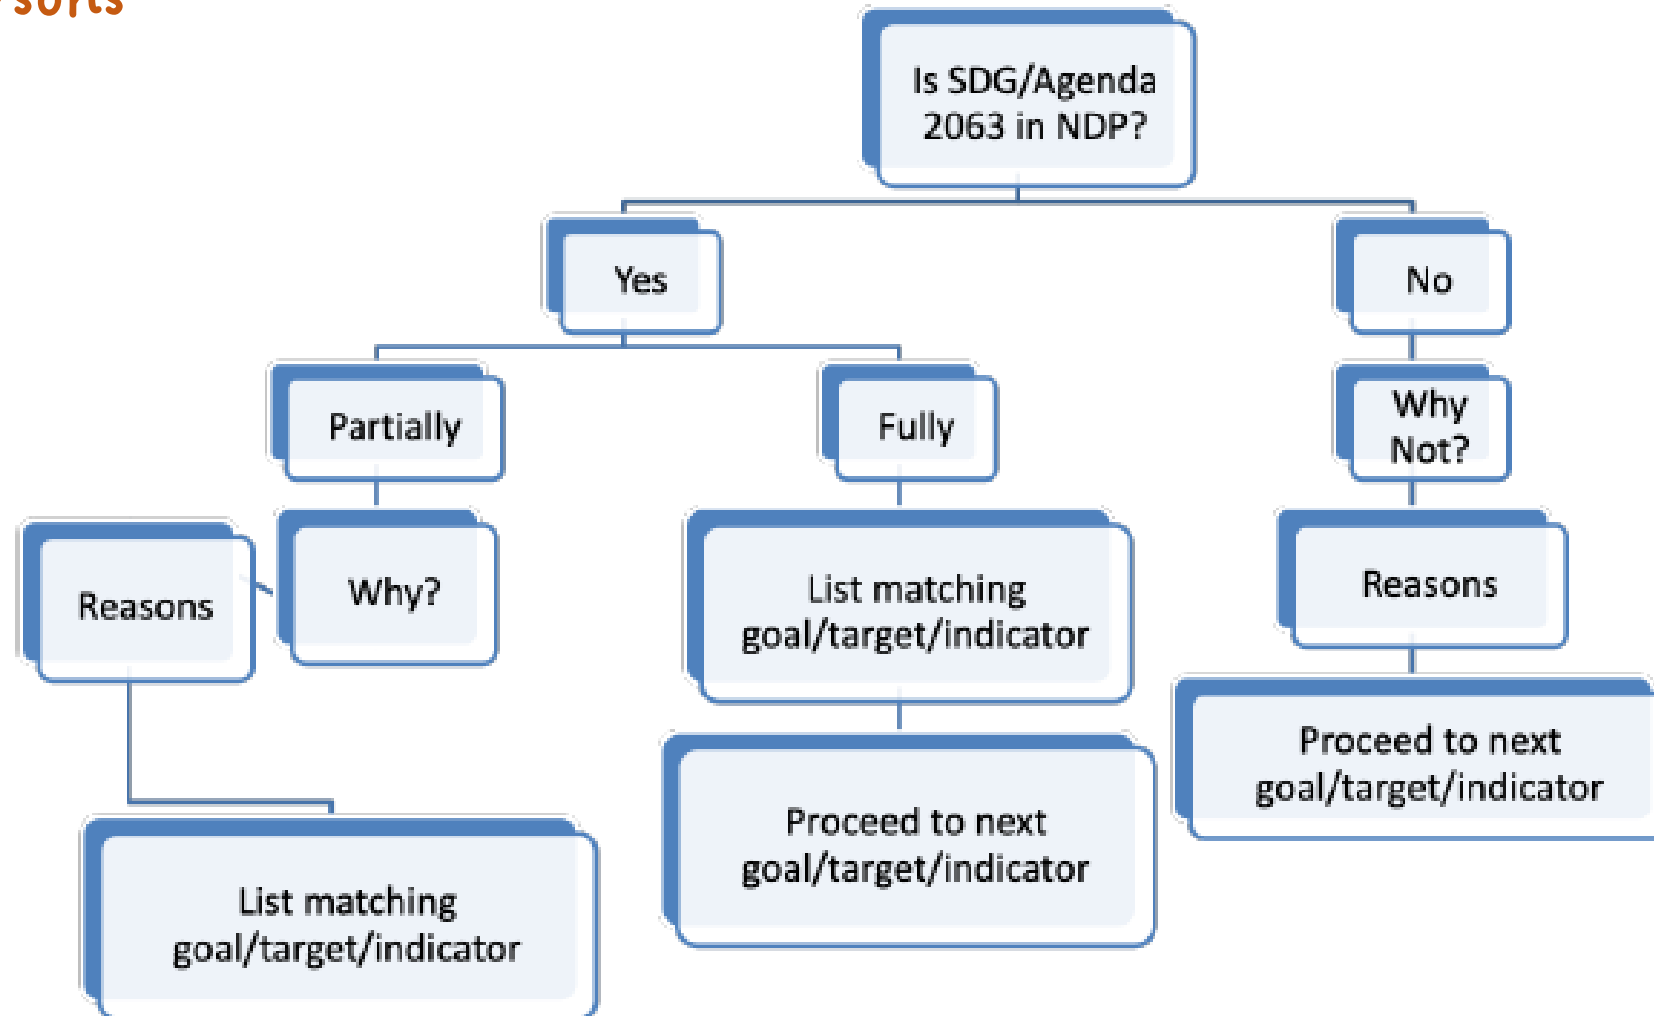 sorts
Is SDG/Agenda
2063 in NDP?
Yes
No
Partially
Fully
Why
Not?
Reasons
Why?
List matching
goal/target/indicator
Reasons
Proceed to next
goal/target/indicator
Proceed to next
goal/target/indicator
List matching
goal/target/indicator